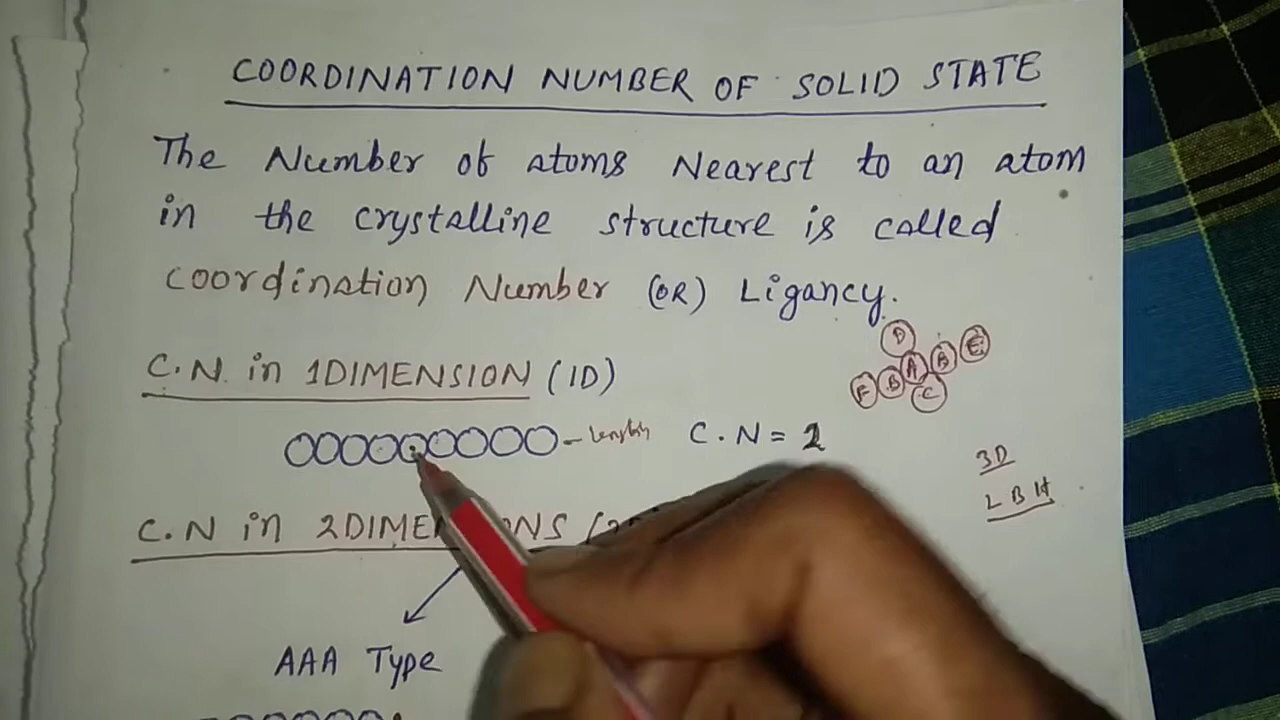 COORDINATION NUMBER OF SOLID STATE
The Number of atoms Nearest to an atom
in the crystalline structure is called
Coordination Number (OR) Ligancy.
C.N. in 1DIMENSION (1D)
D
A B E
F B C
length C.N = 2
3D
L B H
C.N in 2DIMENSIONS
AAA Type